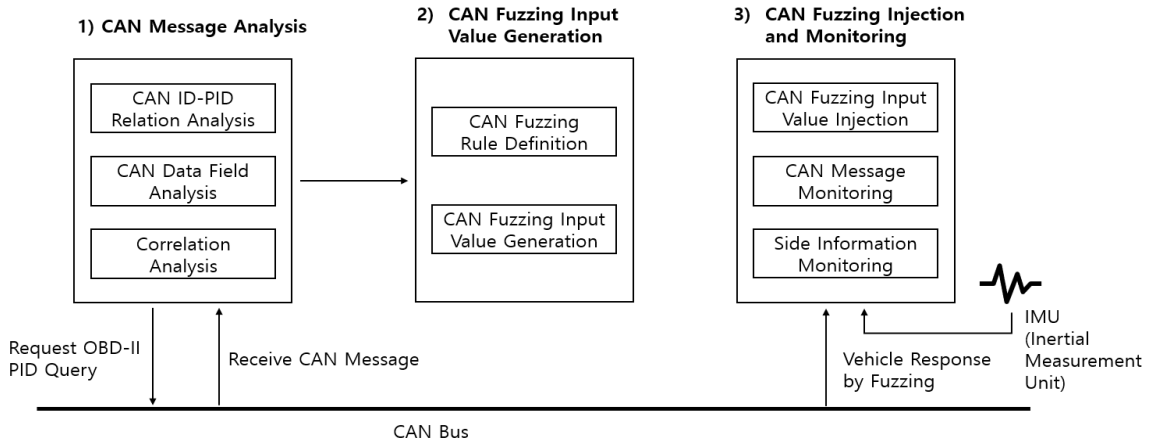 1) CAN Message Analysis
CAN ID-PID
Relation Analysis
CAN Data Field
Analysis
Correlation
Analysis
2) CAN Fuzzing Input
Value Generation
CAN Fuzzing
Rule Definition
CAN Fuzzing Input
Value Generation
3) CAN Fuzzing Injection
and Monitoring
CAN Fuzzing Input
Value Injection
CAN Message
Monitoring
Side Information
Monitoring
Request OBD-II
PID Query
Receive CAN Message
Vehicle Response
by Fuzzing
IMU
(Inertial
Measurement
Unit)
CAN Bus